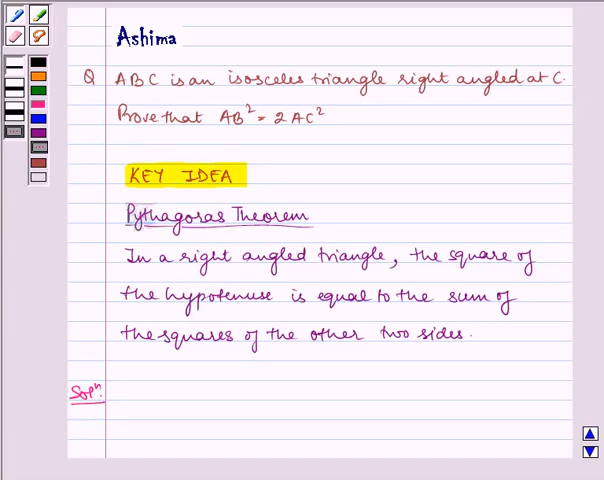 Ashima
Q ABC is an isosceles triangle right angled at C.
Prove that AB² = 2AC²
KEY IDEA
Pythagoras Theorem
In a right angled triangle, the square of
the hypotenuse is equal to the sum of
the squares of the other two sides.
Solⁿ: